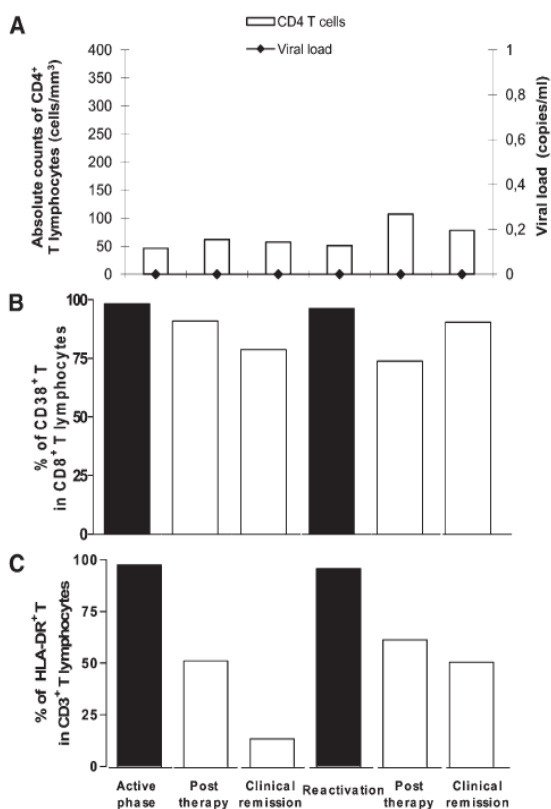 A
CD4 T cells
Viral load
Absolute counts of CD4⁺
T lymphocytes (cells/mm³)
400
350
300
250
200
150
100
50
0
1
0,8
0,6
0,4
0,2
0
Viral load
(copies/ml)
B
% of CD38⁺ T
in CD8⁺ T lymphocytes
100
75
50
25
0
C
% of HLA-DR⁺T
in CD3⁺ T lymphocytes
100
75
50
25
0
Active Post Clinical Reactivation Post Clinical
phase therapy remission therapy remission